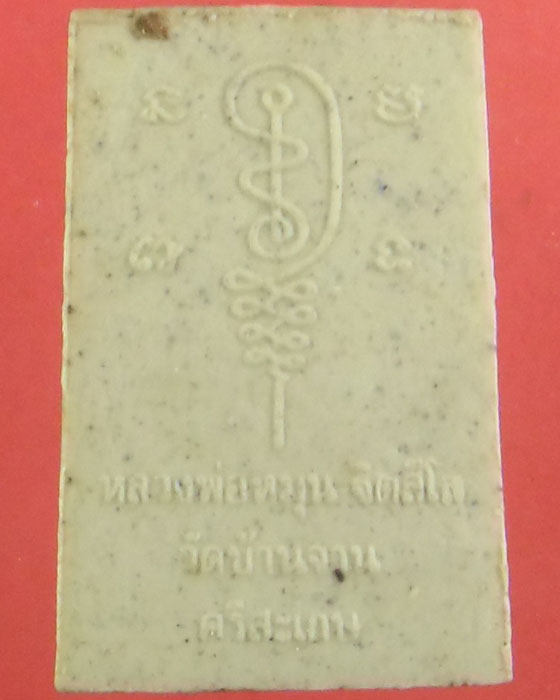 หลวงพ่อหมุน ฐิตสีโล
วัดบ้านจาน
ศรีสะเกษ